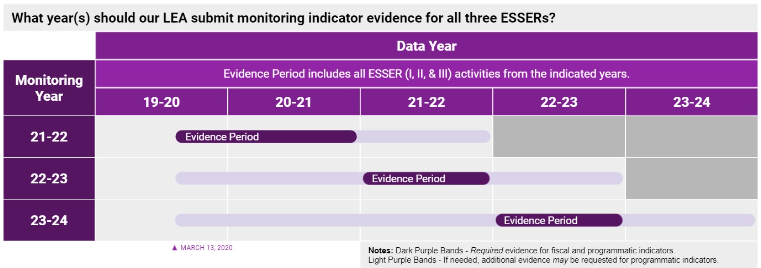 What year(s) should our LEA submit monitoring indicator evidence for all three ESSERs?
Data Year
Monitoring Year
Evidence Period includes all ESSER (I, II, & III) activities from the indicated years.
19-20 20-21 21-22 22-23 23-24
21-22 Evidence Period
22-23 Evidence Period
23-24 Evidence Period
▲ MARCH 13, 2020
Notes: Dark Purple Bands - Required evidence for fiscal and programmatic indicators
Light Purple Bands - If needed, additional evidence may be requested for programmatic indicators.